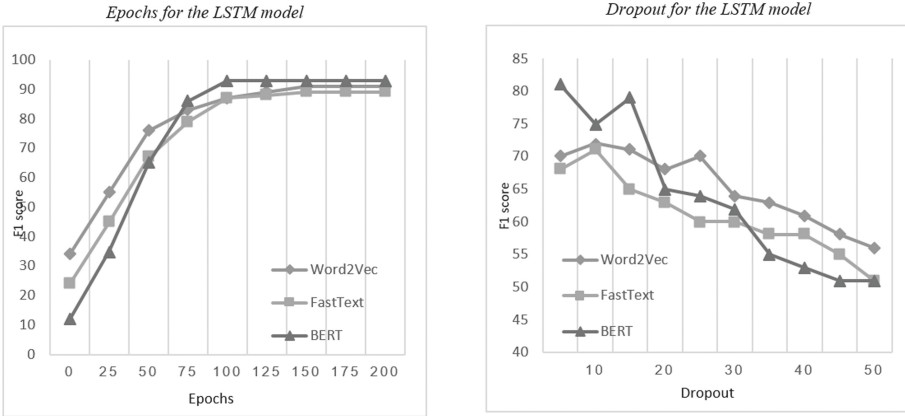 Epochs for the LSTM model
100
90
80
70
60
50
40
30
20
10
0
F1 score
Word2Vec
FastText
BERT
0 25 50 75 100 125 150 175 200
Epochs
Dropout for the LSTM model
85
80
75
70
65
60
55
50
45
40
F1 score
Word2Vec
FastText
BERT
10 20 30 40 50
Dropout